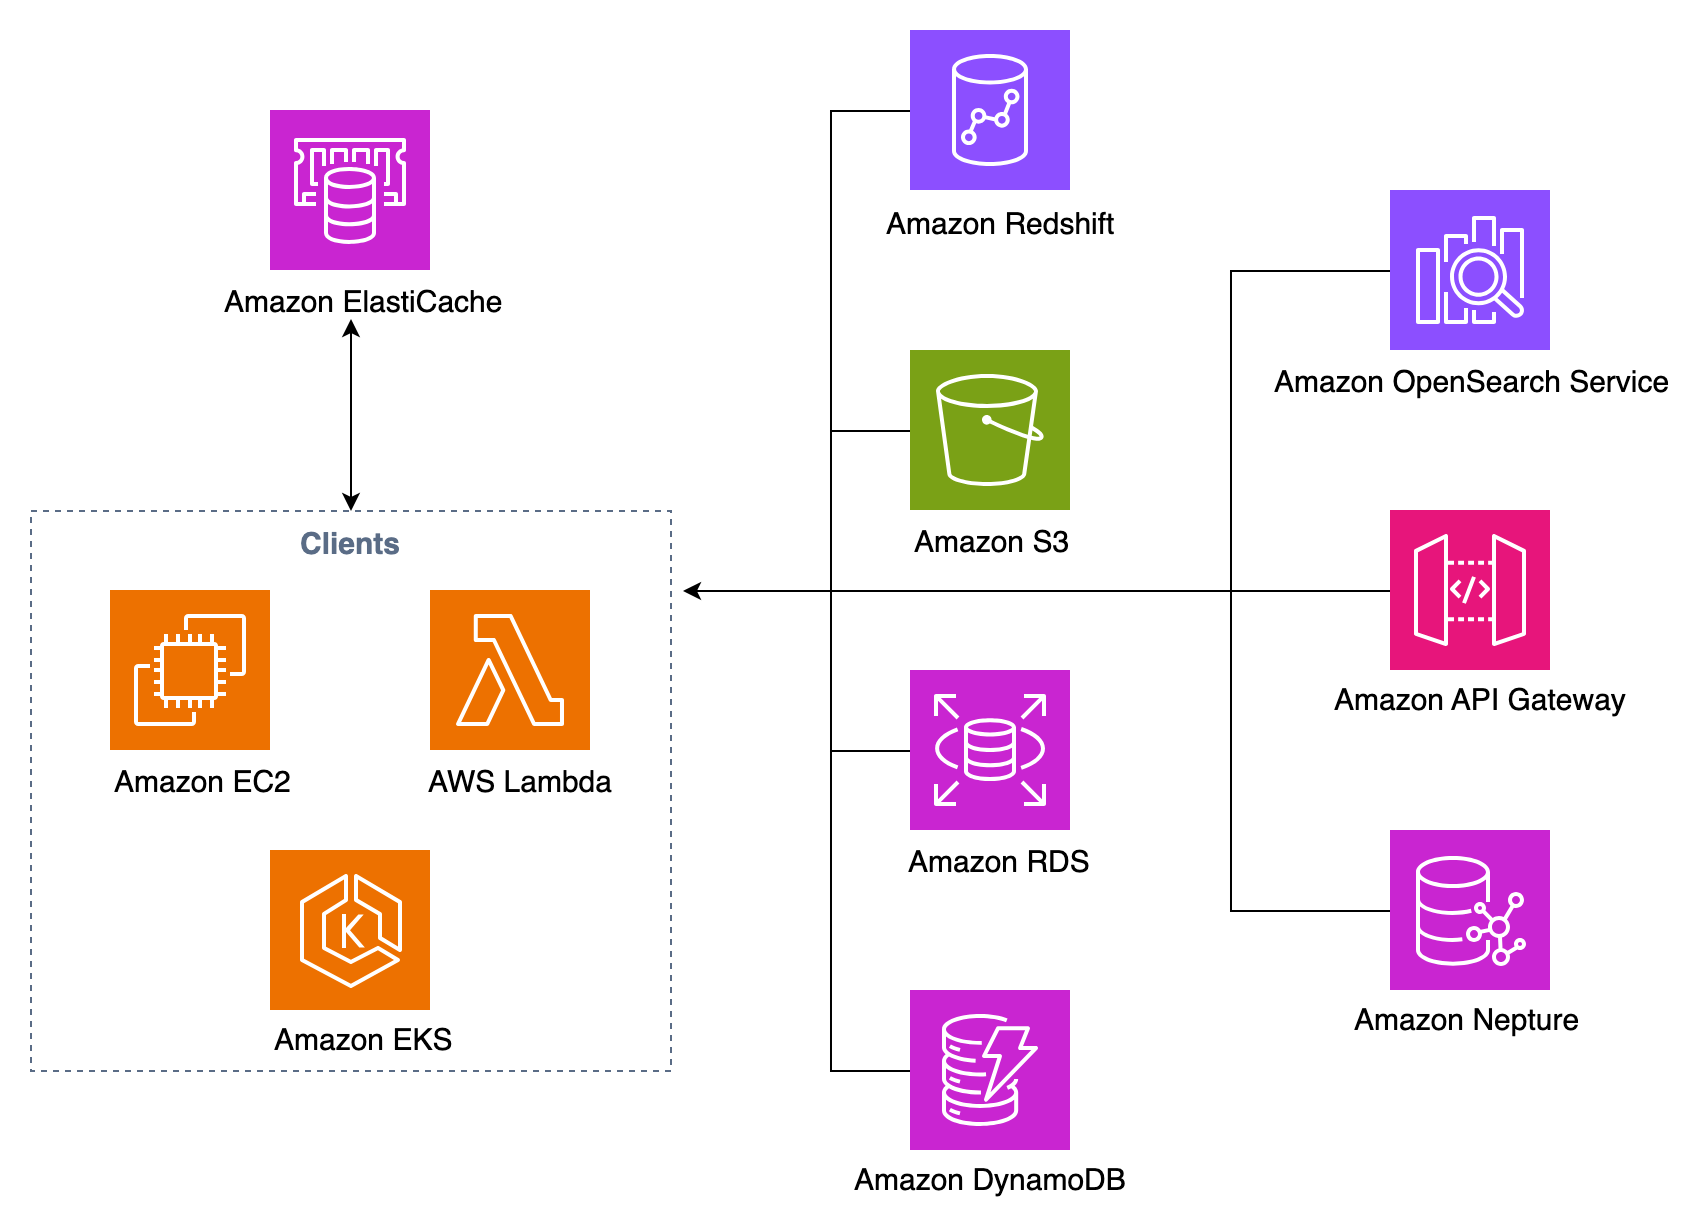 Amazon ElastiCache
Clients
Amazon EC2
AWS Lambda
Amazon EKS
Amazon Redshift
Amazon S3
Amazon RDS
Amazon DynamoDB
Amazon OpenSearch Service
</>
Amazon API Gateway
Amazon Nepture
K